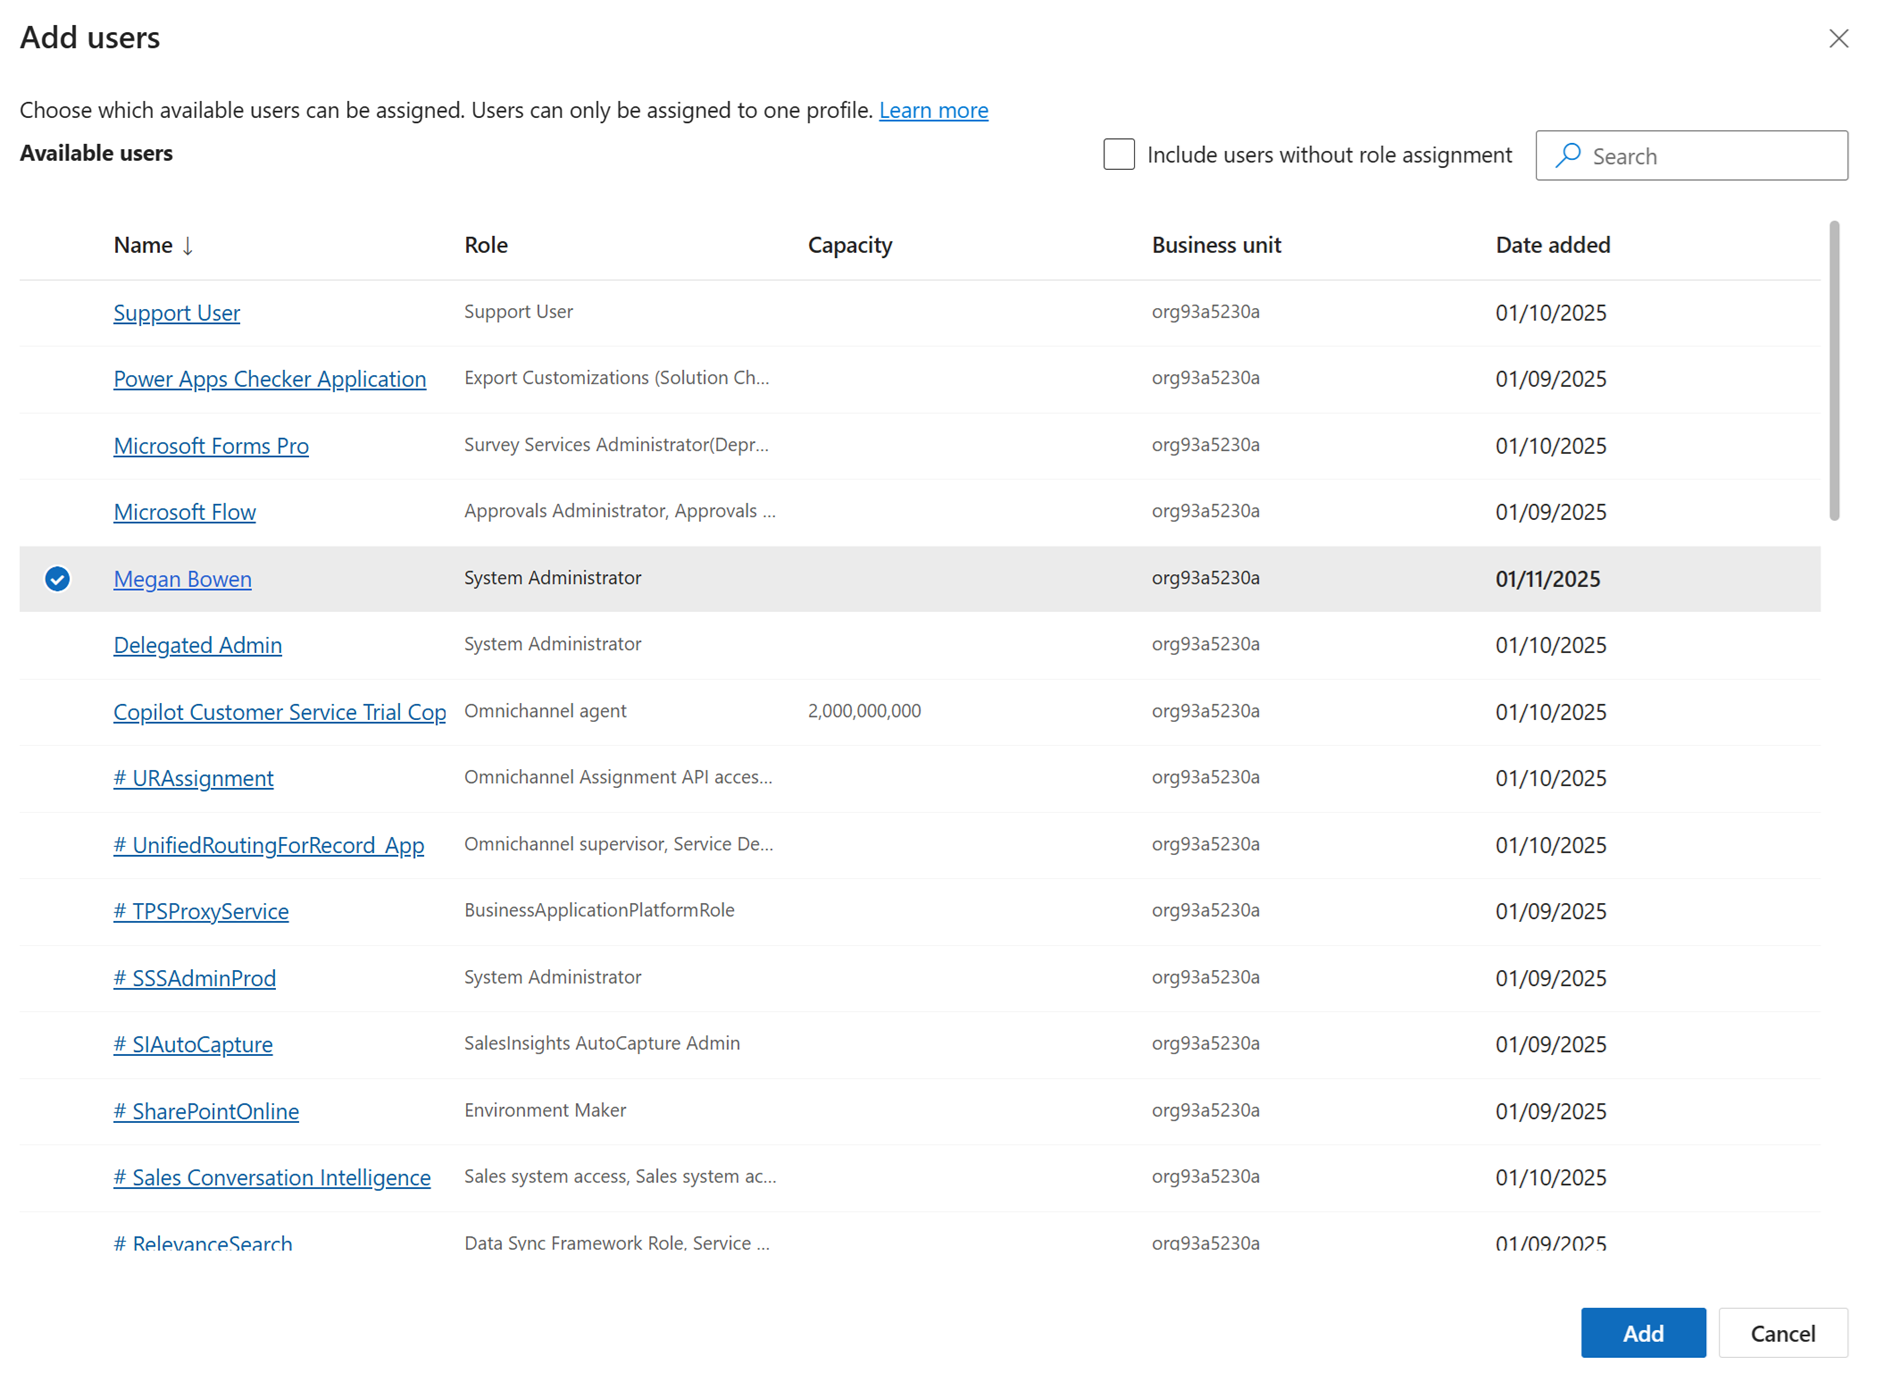 Add users
Choose which available users can be assigned. Users can only be assigned to one profile. Learn more
Available users
Include users without role assignment
Search
Name ↓ Role Capacity Business unit Date added
Support User Support User org93a5230a 01/10/2025
Power Apps Checker Application Export Customizations (Solution Ch... org93a5230a 01/09/2025
Microsoft Forms Pro Survey Services Administrator(Depr... org93a5230a 01/10/2025
Microsoft Flow Approvals Administrator, Approvals ... org93a5230a 01/09/2025
Megan Bowen System Administrator org93a5230a 01/11/2025
Delegated Admin System Administrator org93a5230a 01/10/2025
Copilot Customer Service Trial Cop Omnichannel agent 2,000,000,000 org93a5230a 01/10/2025
# URAssignment Omnichannel Assignment API acces... org93a5230a 01/10/2025
# UnifiedRoutingForRecord_App Omnichannel supervisor, Service De... org93a5230a 01/10/2025
# TPSProxyService BusinessApplicationPlatformRole org93a5230a 01/09/2025
# SSSAdminProd System Administrator org93a5230a 01/09/2025
# SIAutoCapture SalesInsights AutoCapture Admin org93a5230a 01/09/2025
# SharePointOnline Environment Maker org93a5230a 01/09/2025
# Sales Conversation Intelligence Sales system access, Sales system ac... org93a5230a 01/10/2025
# RelevanceSearch Data Sync Framework Role, Service ... org93a5230a 01/09/2025
Add Cancel